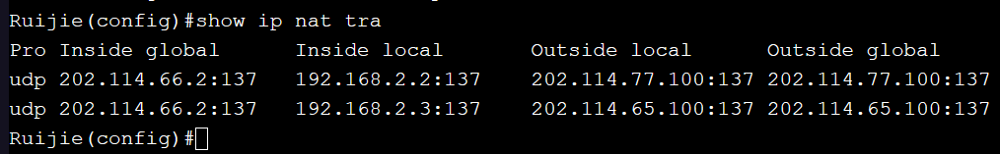 Ruijie(config)#show ip nat tra
Pro Inside global      Inside local       Outside local      Outside global
udp 202.114.66.2:137   192.168.2.2:137    202.114.77.100:137 202.114.77.100:137
udp 202.114.66.2:137   192.168.2.3:137    202.114.65.100:137 202.114.65.100:137
Ruijie(config)#